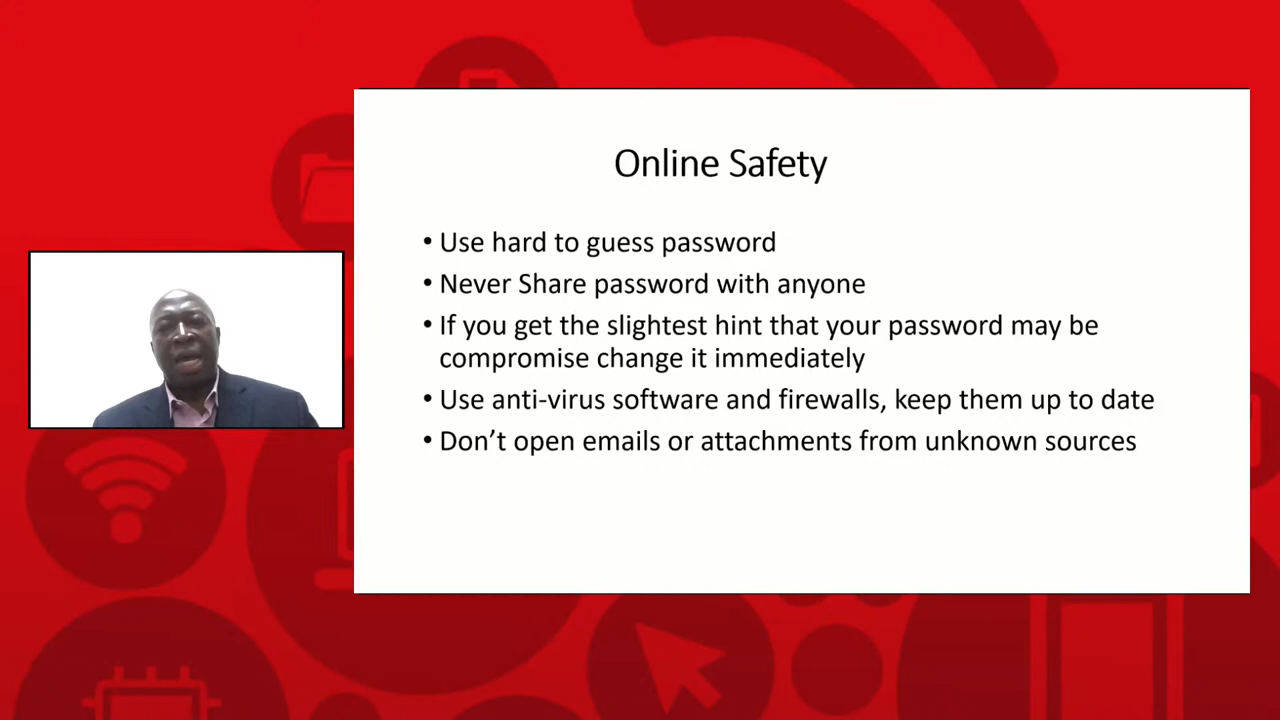 Online Safety
• Use hard to guess password
• Never Share password with anyone
• If you get the slightest hint that your password may be
compromise change it immediately
• Use anti-virus software and firewalls, keep them up to date
• Don’t open emails or attachments from unknown sources